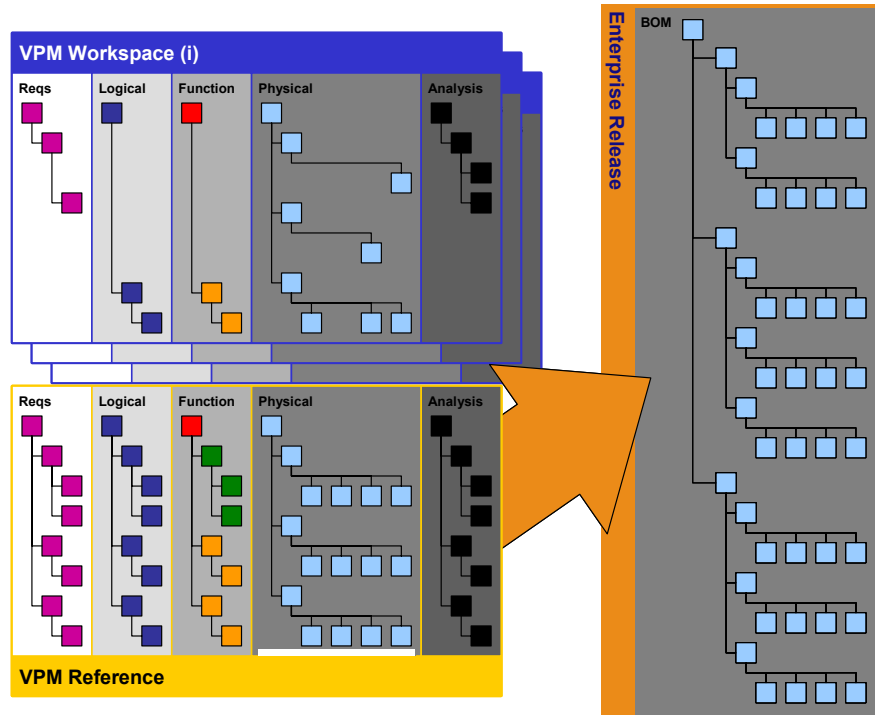 VPM Workspace (i)
Reqs Logical Function Physical Analysis
Reqs Logical Function Physical Analysis
VPM Reference
Enterprise Release
BOM